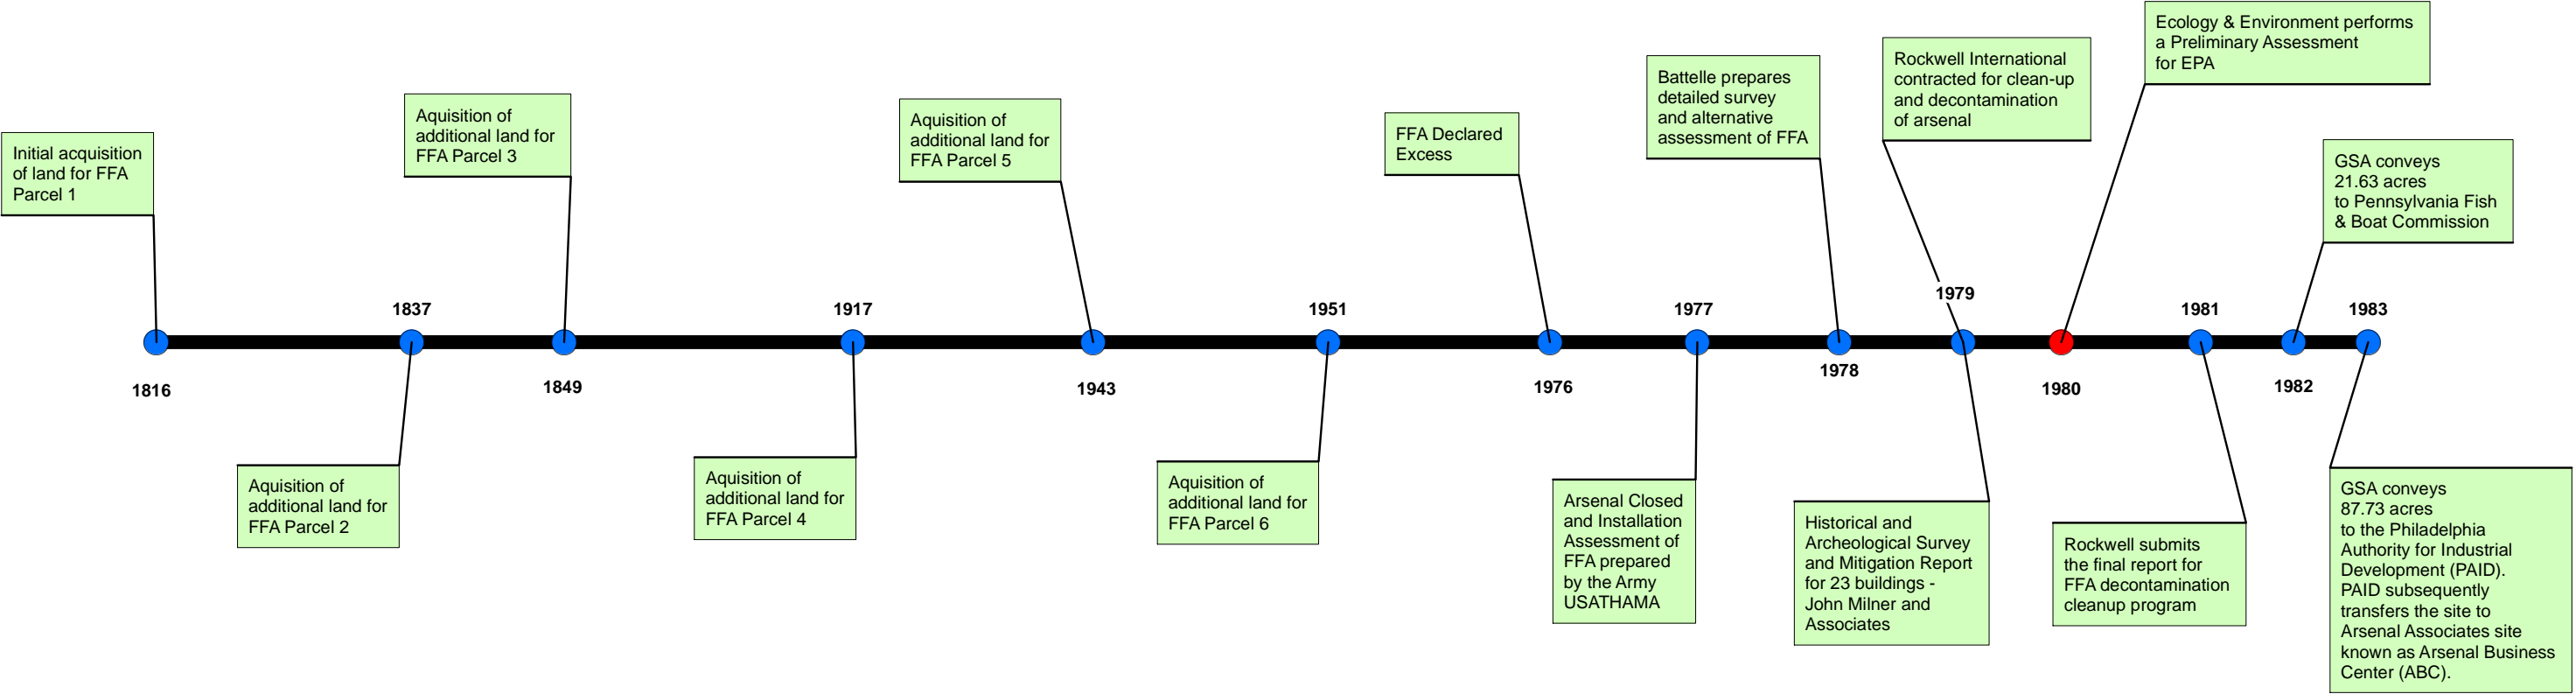 Initial acquisition
of land for FFA
Parcel 1
1816
1837
Aquisition of
additional land for
FFA Parcel 2
Aquisition of
additional land for
FFA Parcel 3
1849
1917
Aquisition of
additional land for
FFA Parcel 4
Aquisition of
additional land for
FFA Parcel 5
1943
1951
Aquisition of
additional land for
FFA Parcel 6
FFA Declared
Excess
1976
1977
Arsenal Closed
and Installation
Assessment of
FFA prepared
by the Army
USATHAMA
Battelle prepares
detailed survey
and alternative
assessment of FFA
1978
Rockwell International
contracted for clean-up
and decontamination
of arsenal
1979
Historical and
Archeological Survey
and Mitigation Report
for 23 buildings -
John Milner and
Associates
Ecology & Environment performs
a Preliminary Assessment
for EPA
1980
1981
Rockwell submits
the final report for
FFA decontamination
cleanup program
GSA conveys
21.63 acres
to Pennsylvania Fish
& Boat Commission
1982
1983
GSA conveys
87.73 acres
to the Philadelphia
Authority for Industrial
Development (PAID).
PAID subsequently
transfers the site to
Arsenal Associates site
known as Arsenal Business
Center (ABC).